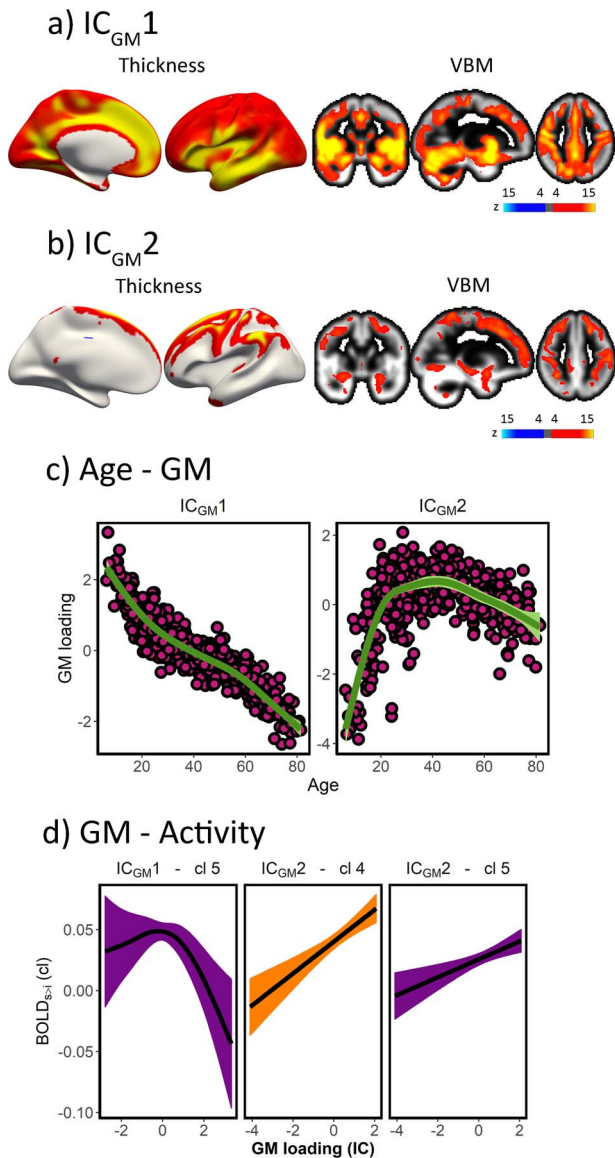 a) IC_GM1
Thickness VBM
z 15 4 4 15
b) IC_GM2
Thickness VBM
z 15 4 4 15
c) Age - GM
IC_GM1 IC_GM2
GM loading
2
0
-2
2
0
-2
-4
20 40 60 80 20 40 60 80
Age
d) GM - Activity
IC_GM1 - cl 5 IC_GM2 - cl 4 IC_GM2 - cl 5
BOLD_s>i (cl)
0.05
0.00
-0.05
-0.10
-2 0 2 -4 -2 0 2 -4 -2 0 2
GM loading (IC)